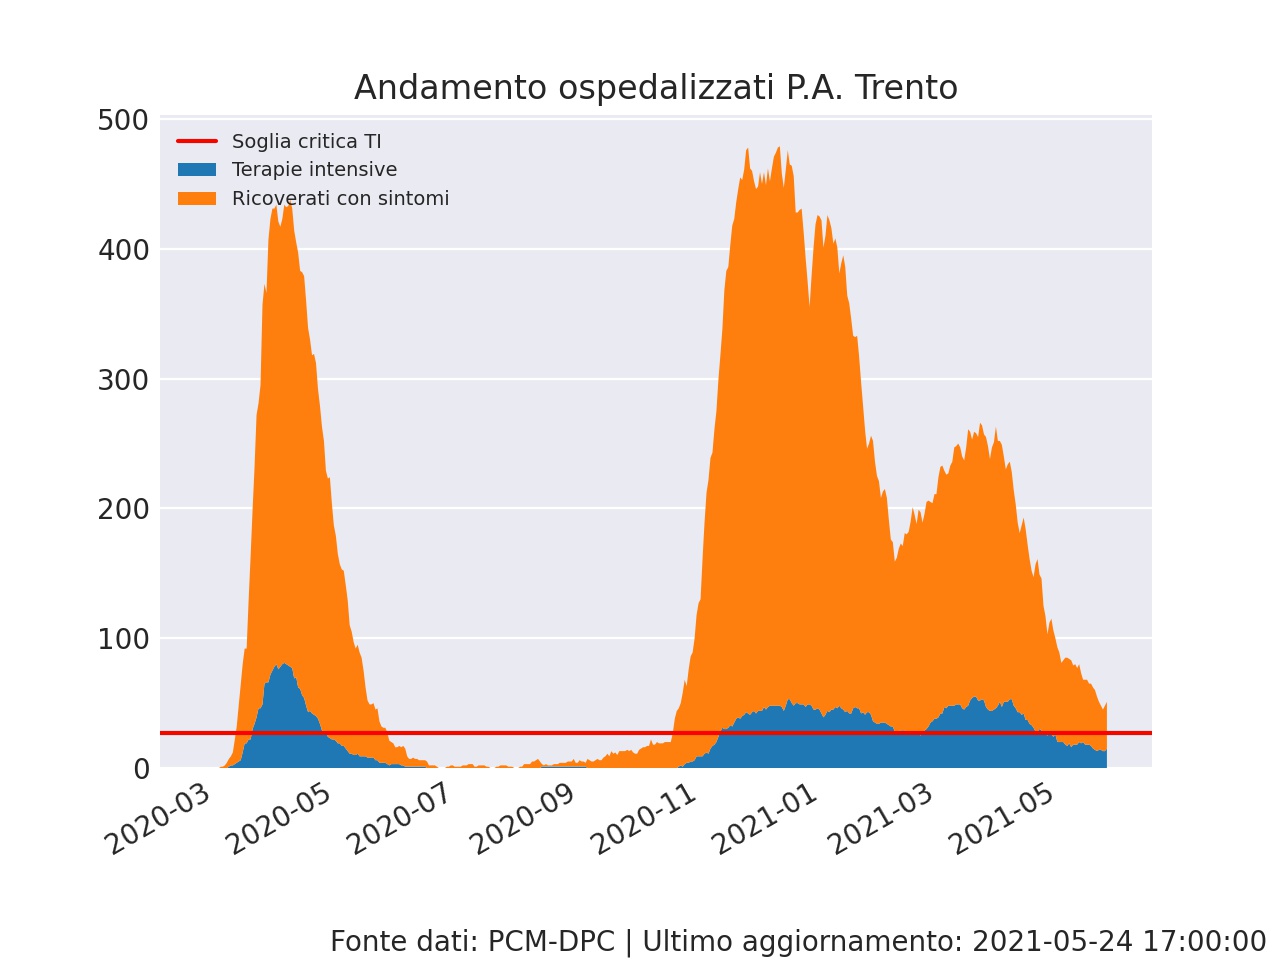 Andamento ospedalizzati P.A. Trento
500
400
300
200
100
0
Soglia critica TI
Terapie intensive
Ricoverati con sintomi
2020-03
2020-05
2020-07
2020-09
2020-11
2021-01
2021-03
2021-05
Fonte dati: PCM-DPC | Ultimo aggiornamento: 2021-05-24 17:00:00